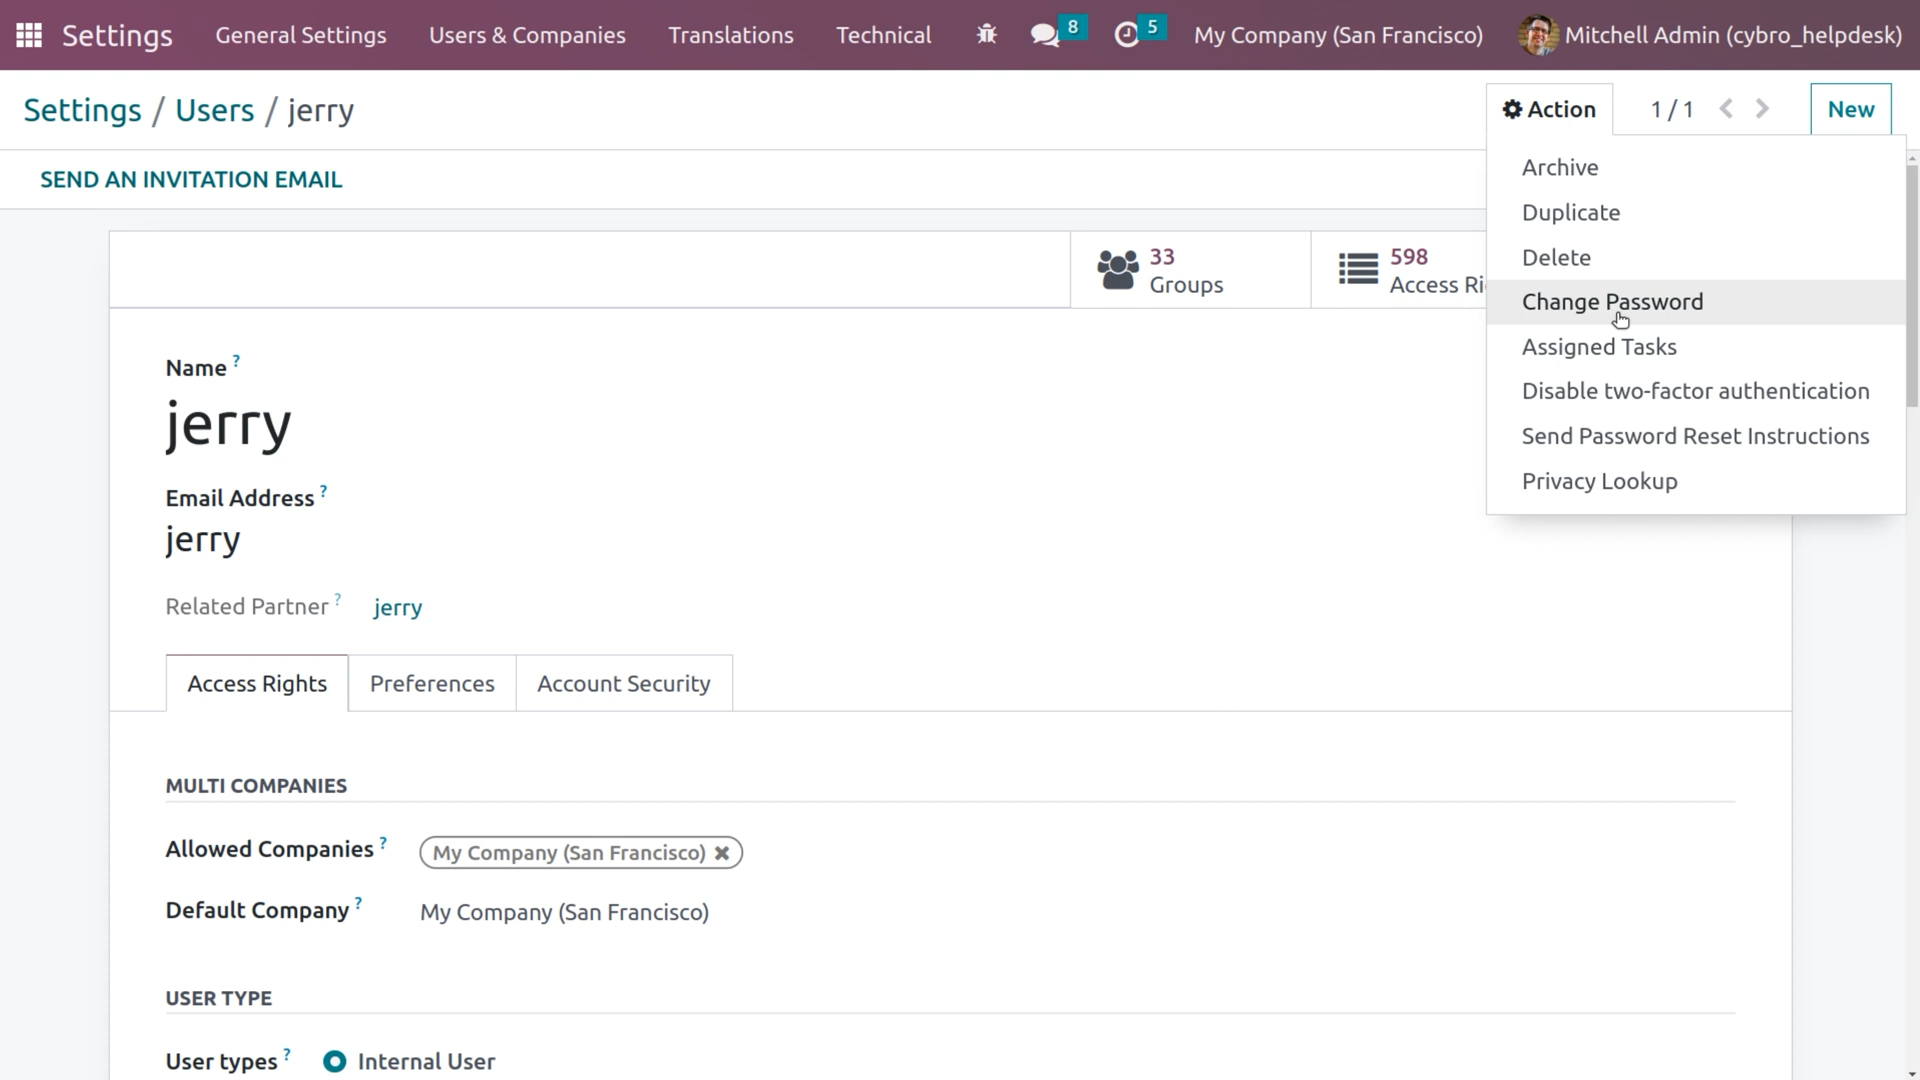 Settings General Settings Users & Companies Translations Technical 8 5 My Company (San Francisco) Mitchell Admin (cybro_helpdesk)
Settings / Users / jerry
Action 1 / 1 New
SEND AN INVITATION EMAIL
Archive
Duplicate
Delete
Change Password
Assigned Tasks
Disable two-factor authentication
Send Password Reset Instructions
Privacy Lookup
33
Groups
598
Access Ri
Name ?
jerry
Email Address ?
jerry
Related Partner ? jerry
Access Rights Preferences Account Security
MULTI COMPANIES
Allowed Companies ? My Company (San Francisco) ✖
Default Company ? My Company (San Francisco)
USER TYPE
User types ? Internal User